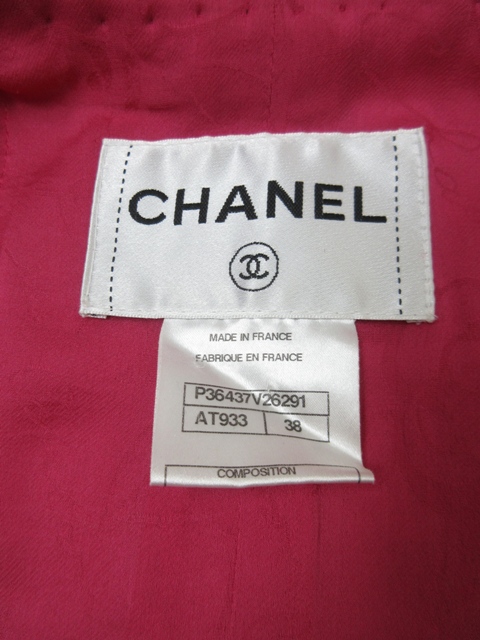 CHANEL
MADE IN FRANCE
FABRIQUE EN FRANCE
P36437V26291
AT933 38
COMPOSITION